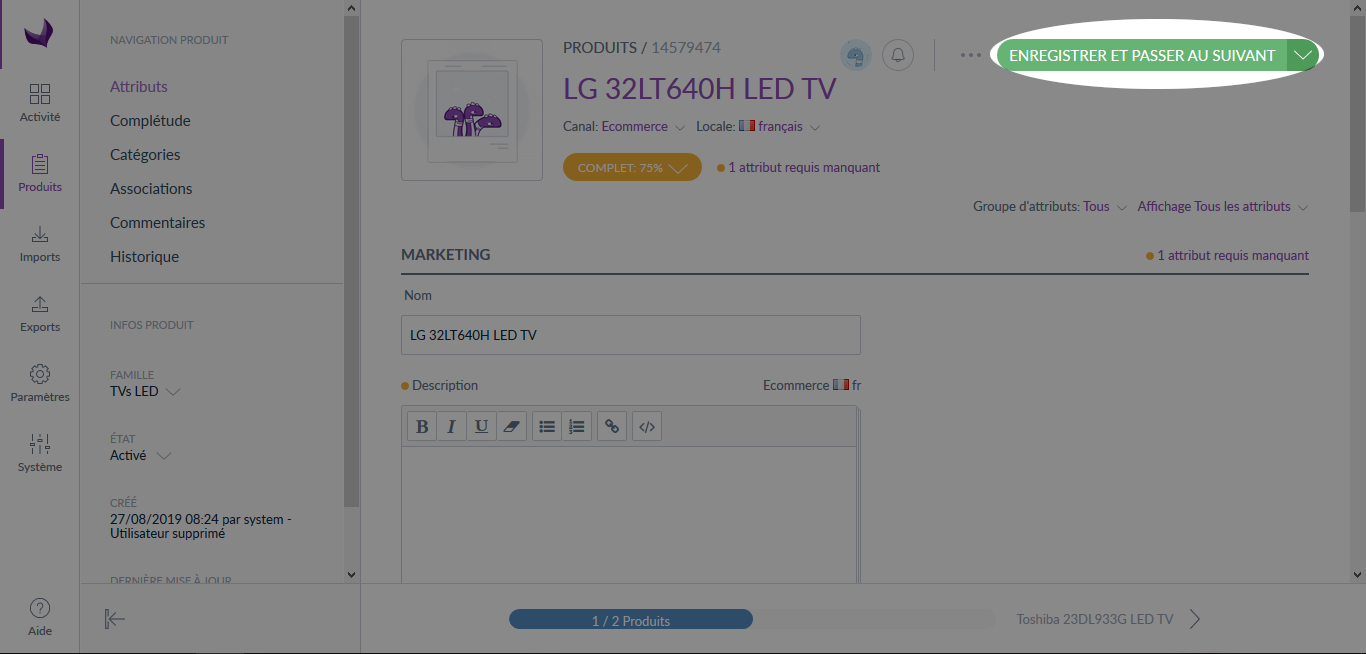 Activité
Produits
Imports
Exports
Paramètres
Système
Aide
NAVIGATION PRODUIT
Attributs
Complétude
Catégories
Associations
Commentaires
Historique
INFOS PRODUIT
FAMILLE
TVs LED
ÉTAT
Activé
CRÉÉ
27/08/2019 08:24 par system -
Utilisateur supprimé
DERNIÈRE MISE À JOUR
PRODUITS / 14579474
ENREGISTRER ET PASSER AU SUIVANT
LG 32LT640H LED TV
Canal: Ecommerce Locale: français
COMPLET: 75% 1 attribut requis manquant
Groupe d'attributs: Tous Affichage Tous les attributs
MARKETING 1 attribut requis manquant
Nom
LG 32LT640H LED TV
Description Ecommerce fr
B I U </>
1 / 2 Produits Toshiba 23DL933G LED TV